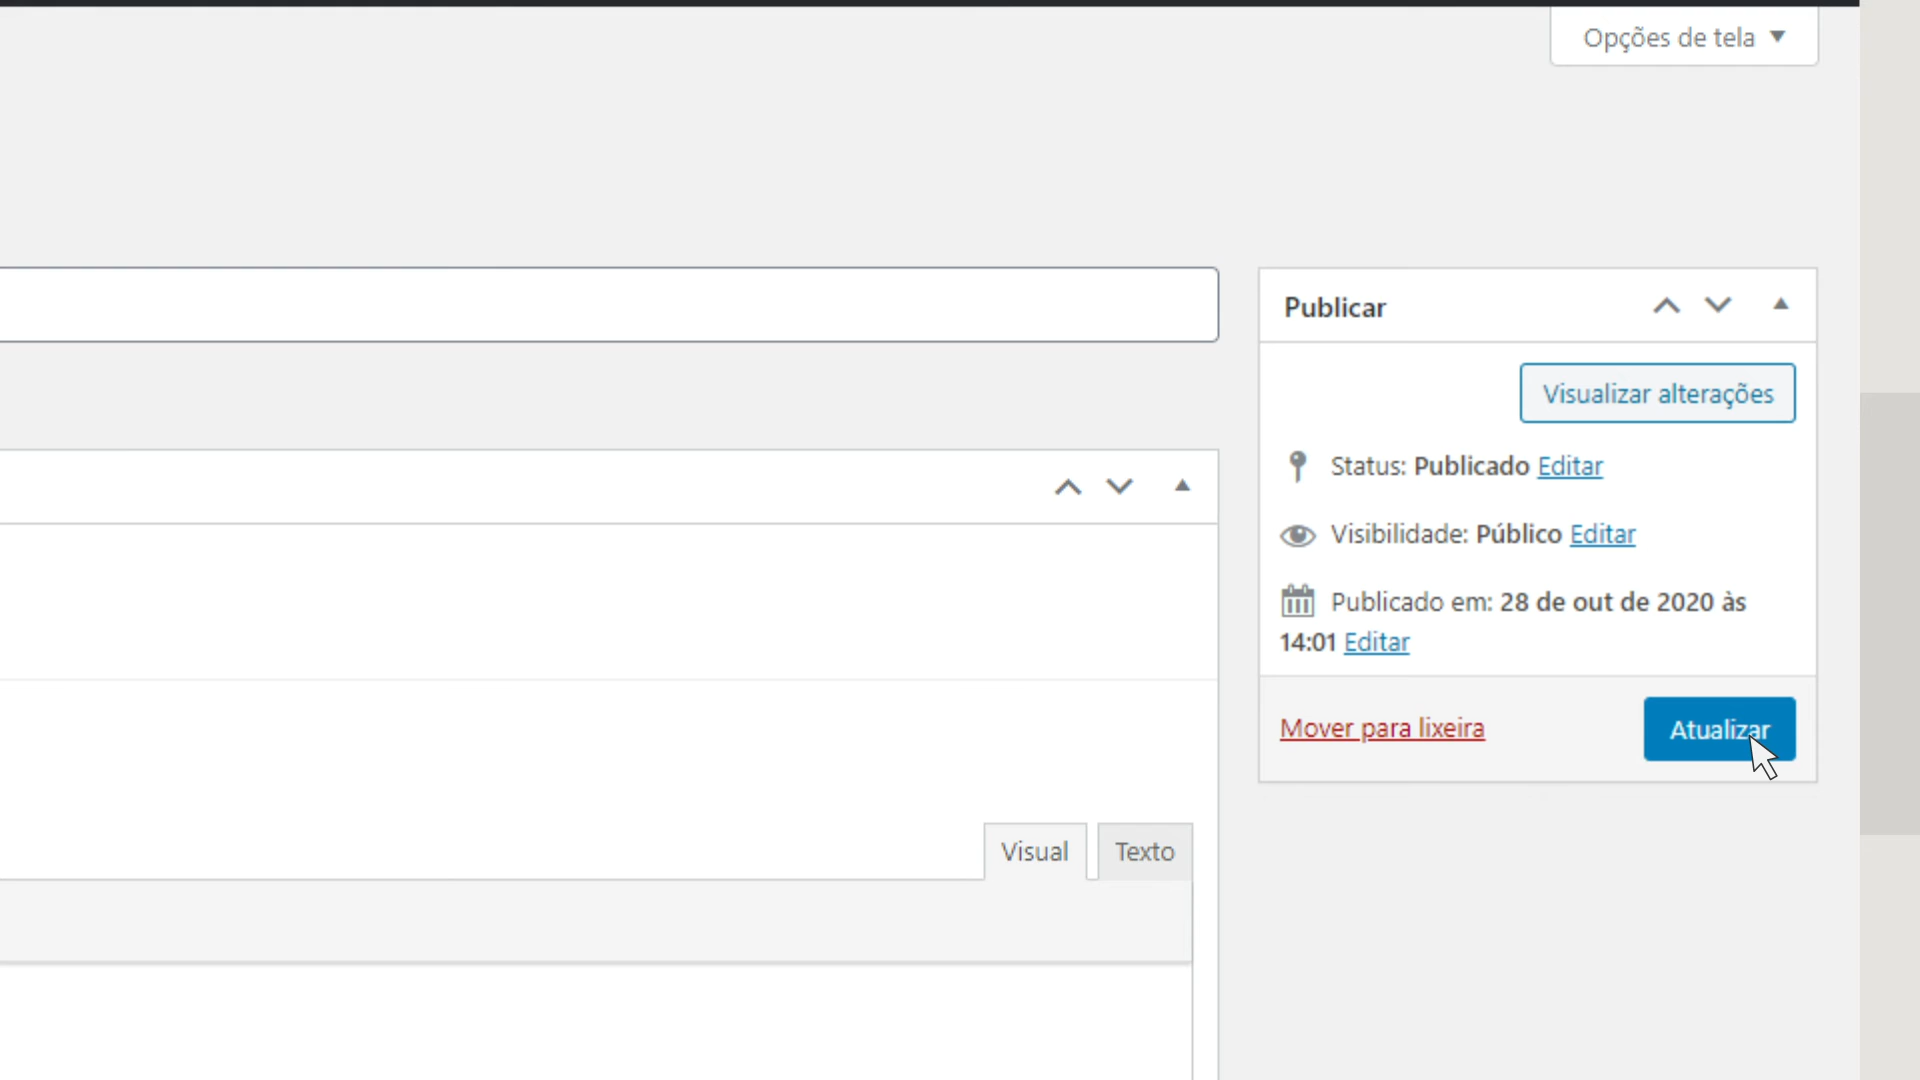 Opções de tela
Publicar
Visualizar alterações
Status: Publicado Editar
Visibilidade: Público Editar
Publicado em: 28 de out de 2020 às
14:01 Editar
Mover para lixeira
Atualizar
Visual
Texto